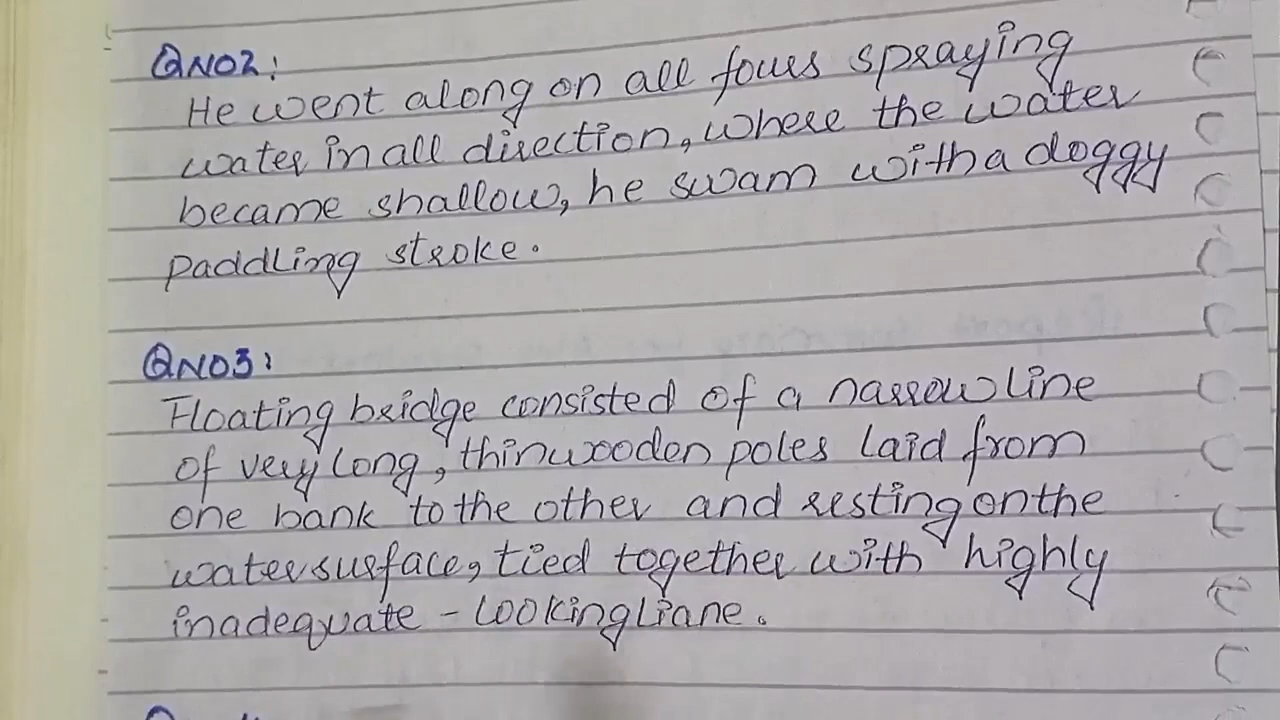 QNO2:
He went along on all fours spraying
water in all direction, where the water
became shallow, he swam with a doggy
paddling stroke.
QNO3:
Floating bridge consisted of a narrow line
of very long, thin wooden poles laid from
one bank to the other and resting on the
water surface, tied together with highly
inadequate - looking liane.